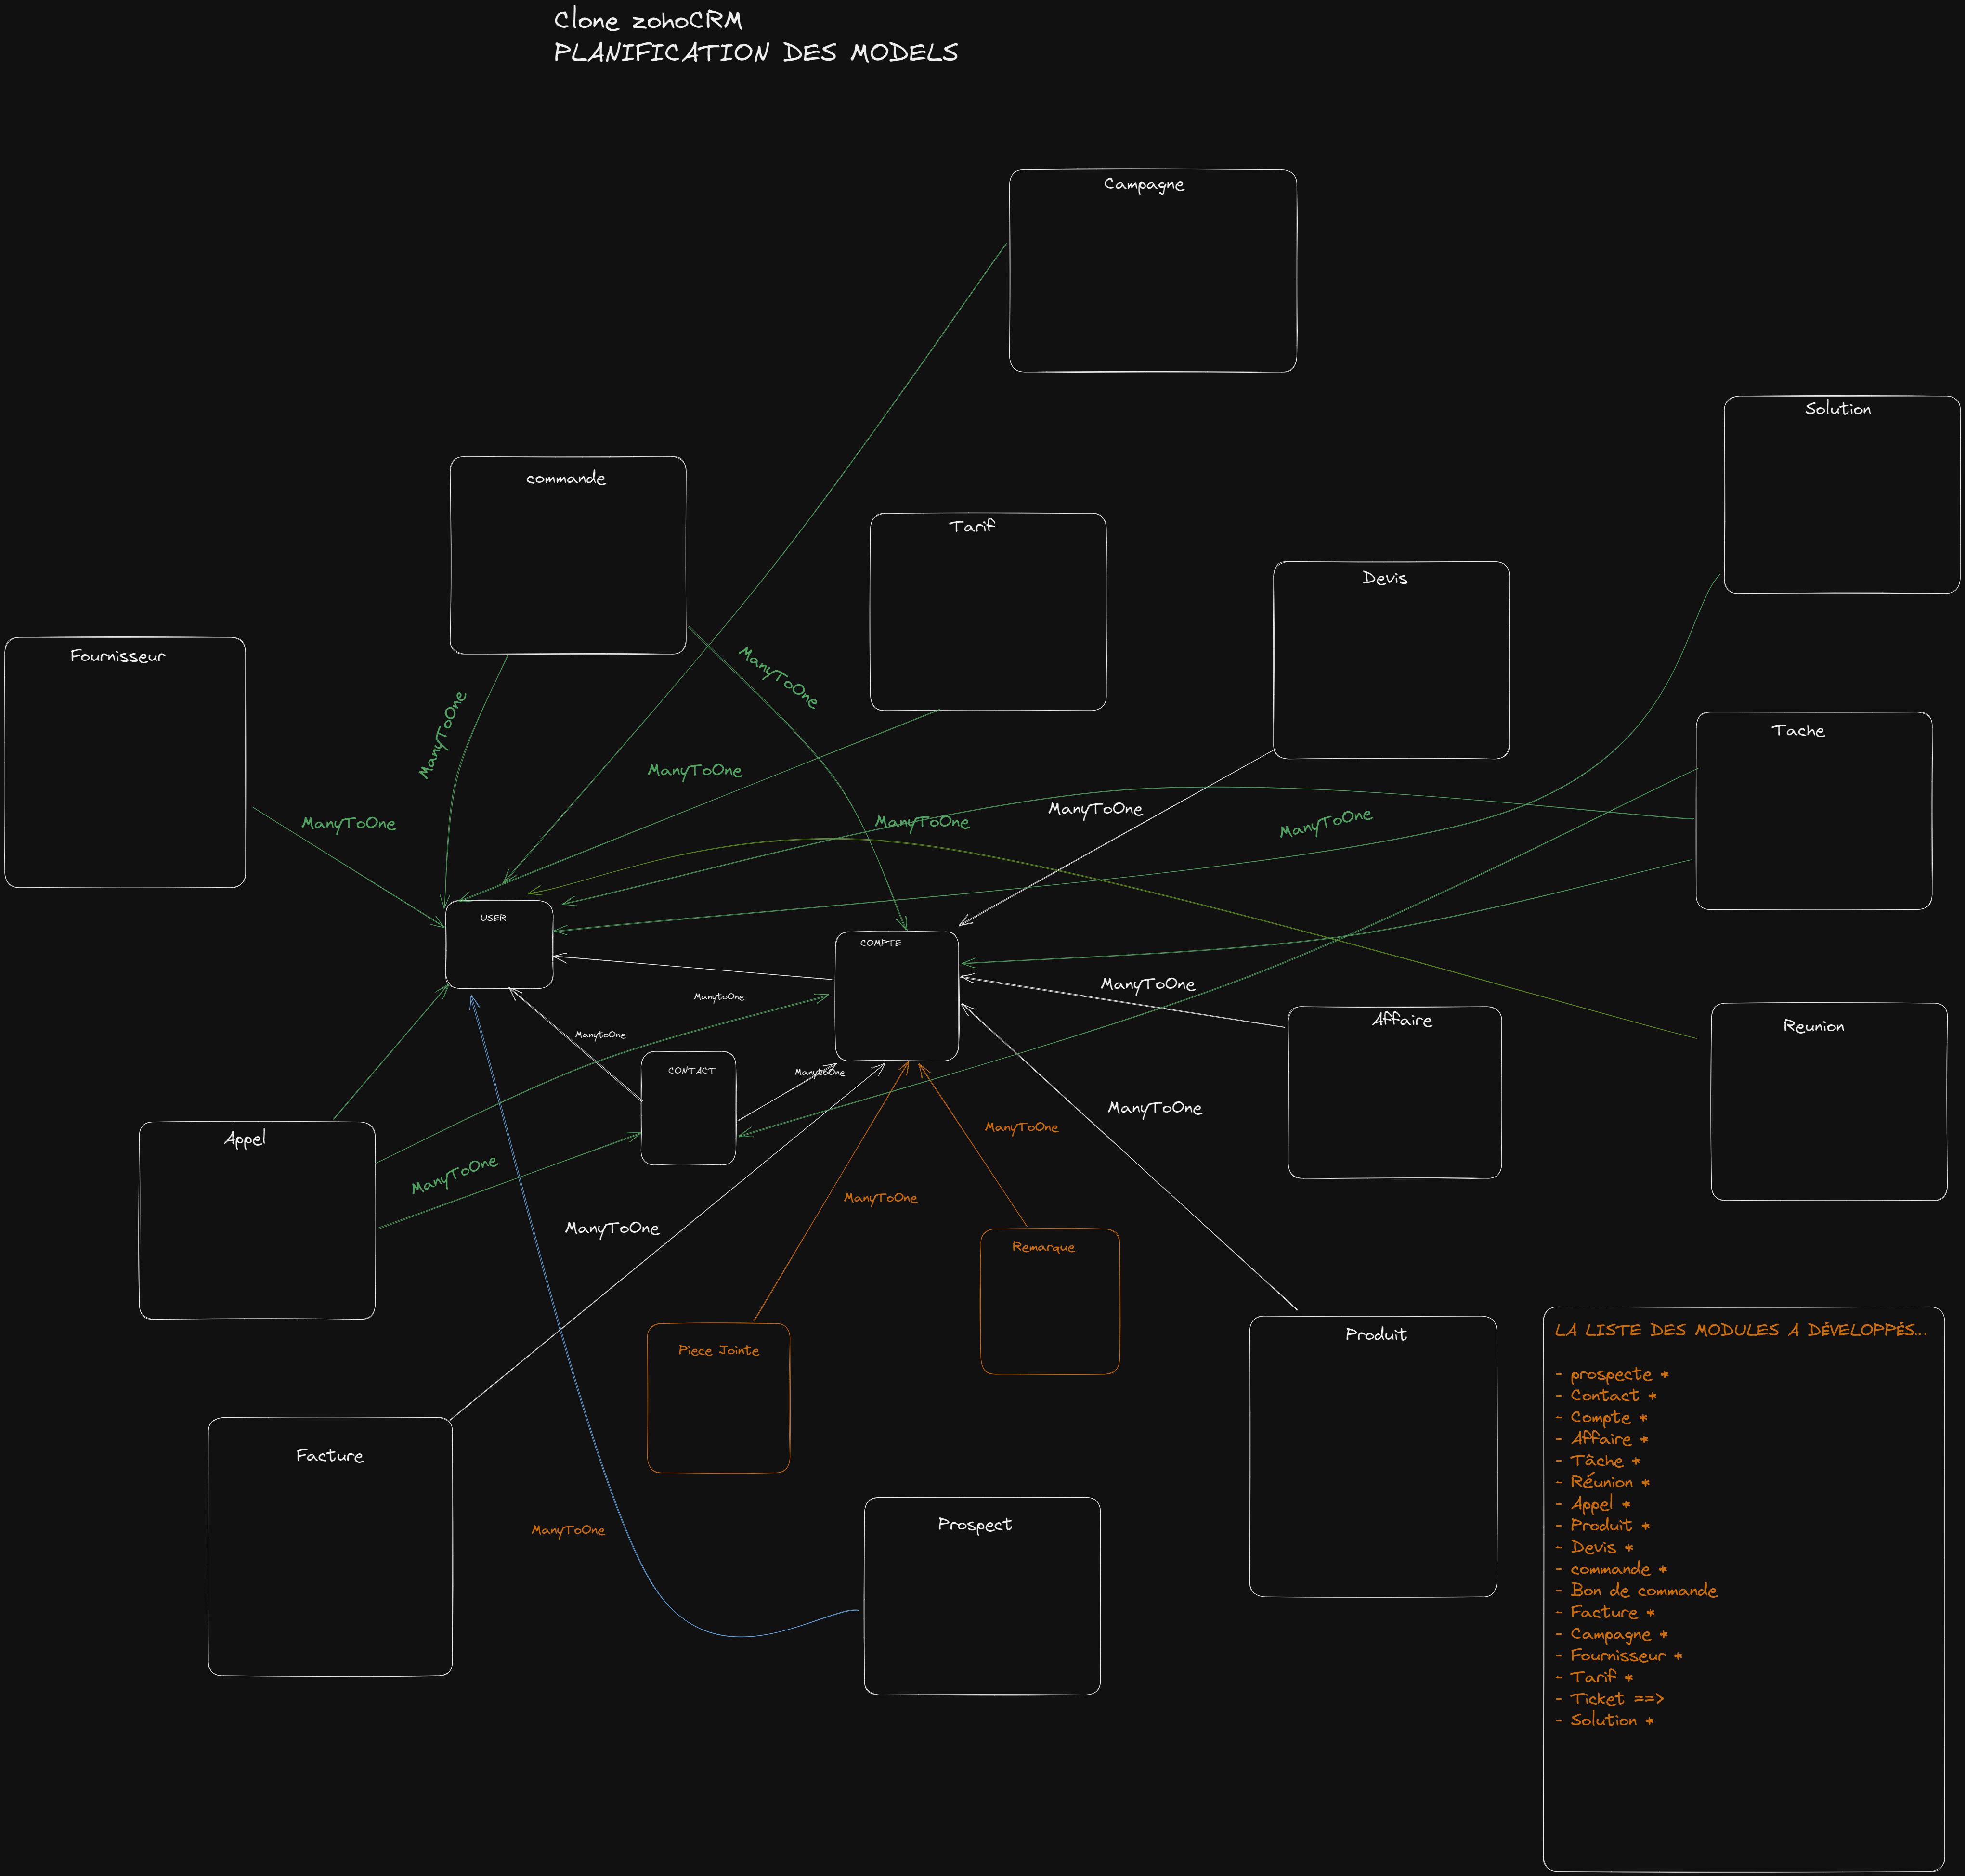 Clone zohoCRM
PLANIFICATION DES MODELS
Campagne
Solution
commande
Tarif
Devis
Fournisseur
ManyToOne
ManyToOne
Tache
ManyToOne
ManyToOne
ManyToOne
ManyToOne
ManyToOne
USER
COMPTE
ManyToOne
ManytoOne
Affaire
Reunion
ManytoOne
CONTACT
ManytoOne
ManyToOne
ManyToOne
Appel
ManyToOne
ManyToOne
ManyToOne
Remarque
Piece Jointe
Produit
Facture
Prospect
ManyToOne
LA LISTE DES MODULES A DÉVELOPPÉS...
- prospecte *
- Contact *
- Compte *
- Affaire *
- Tâche *
- Réunion *
- Appel *
- Produit *
- Devis *
- commande *
- Bon de commande
- Facture *
- Campagne *
- Fournisseur *
- Tarif *
- Ticket ==>
- Solution *